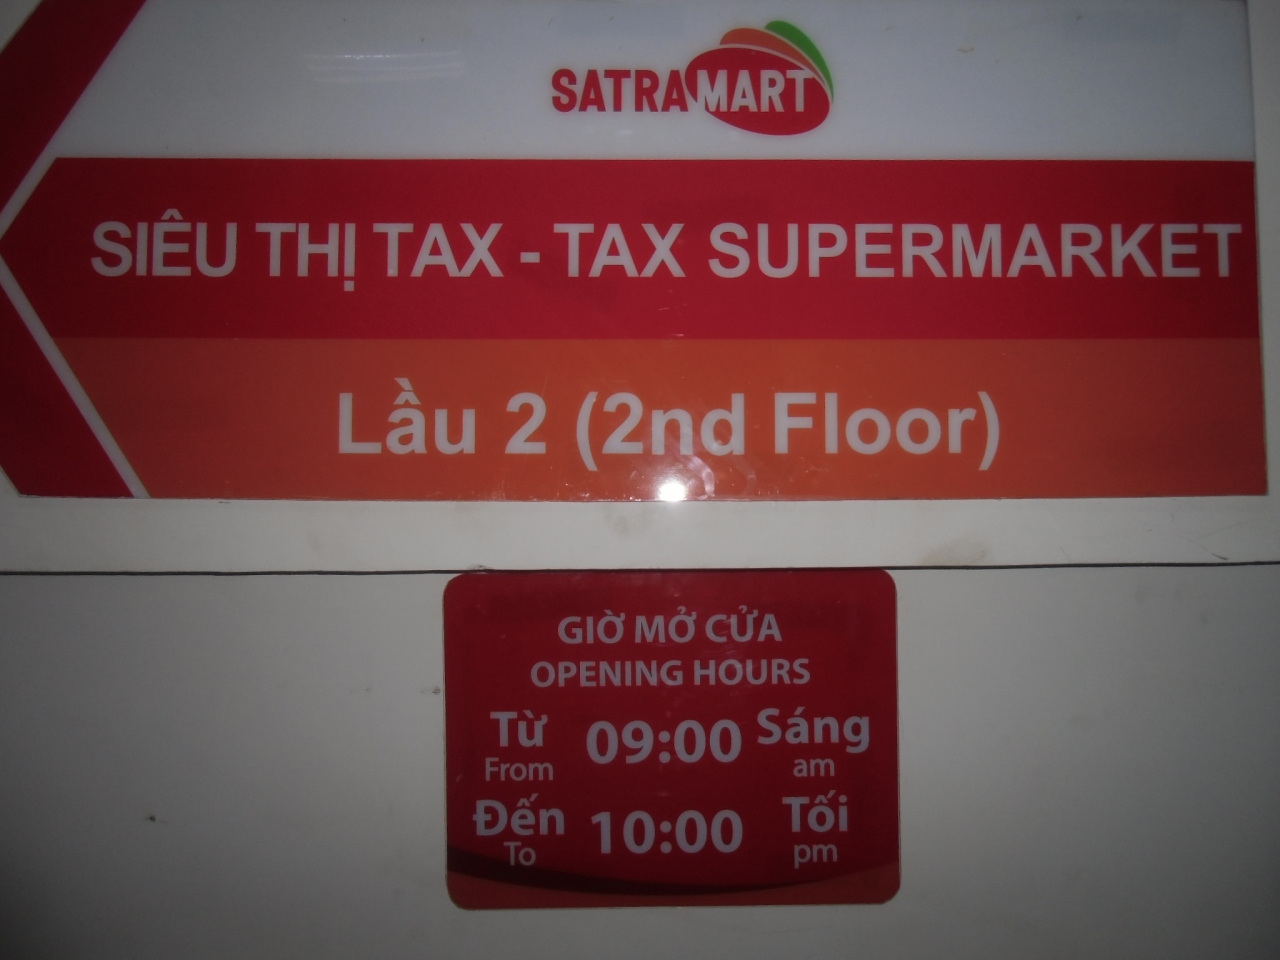 SATRAMART
SIÊU THỊ TAX - TAX SUPERMARKET
Lầu 2 (2nd Floor)
GIỜ MỞ CỬA
OPENING HOURS
Từ 09:00 Sáng
From am
Đến 10:00 Tối
To pm